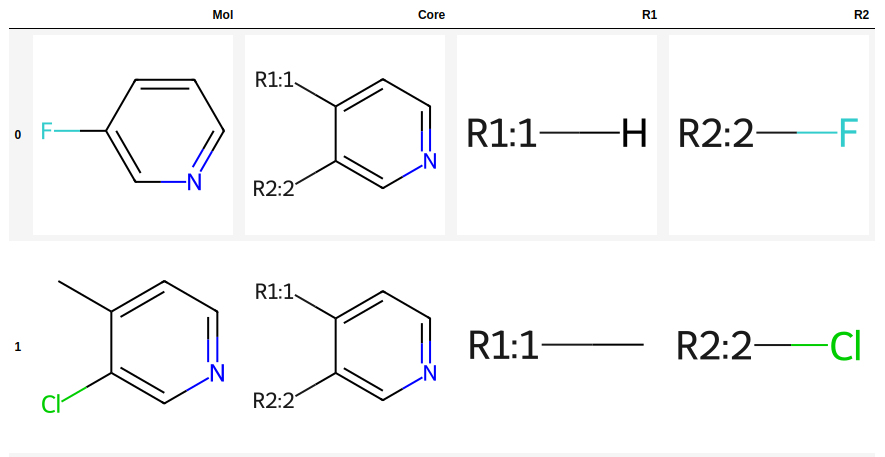 Mol Core R1 R2
0
F
N
R1:1
R2:2
N
R1:1 H
R2:2 F
1
Cl
N
R1:1
R2:2
N
R1:1
R2:2 Cl